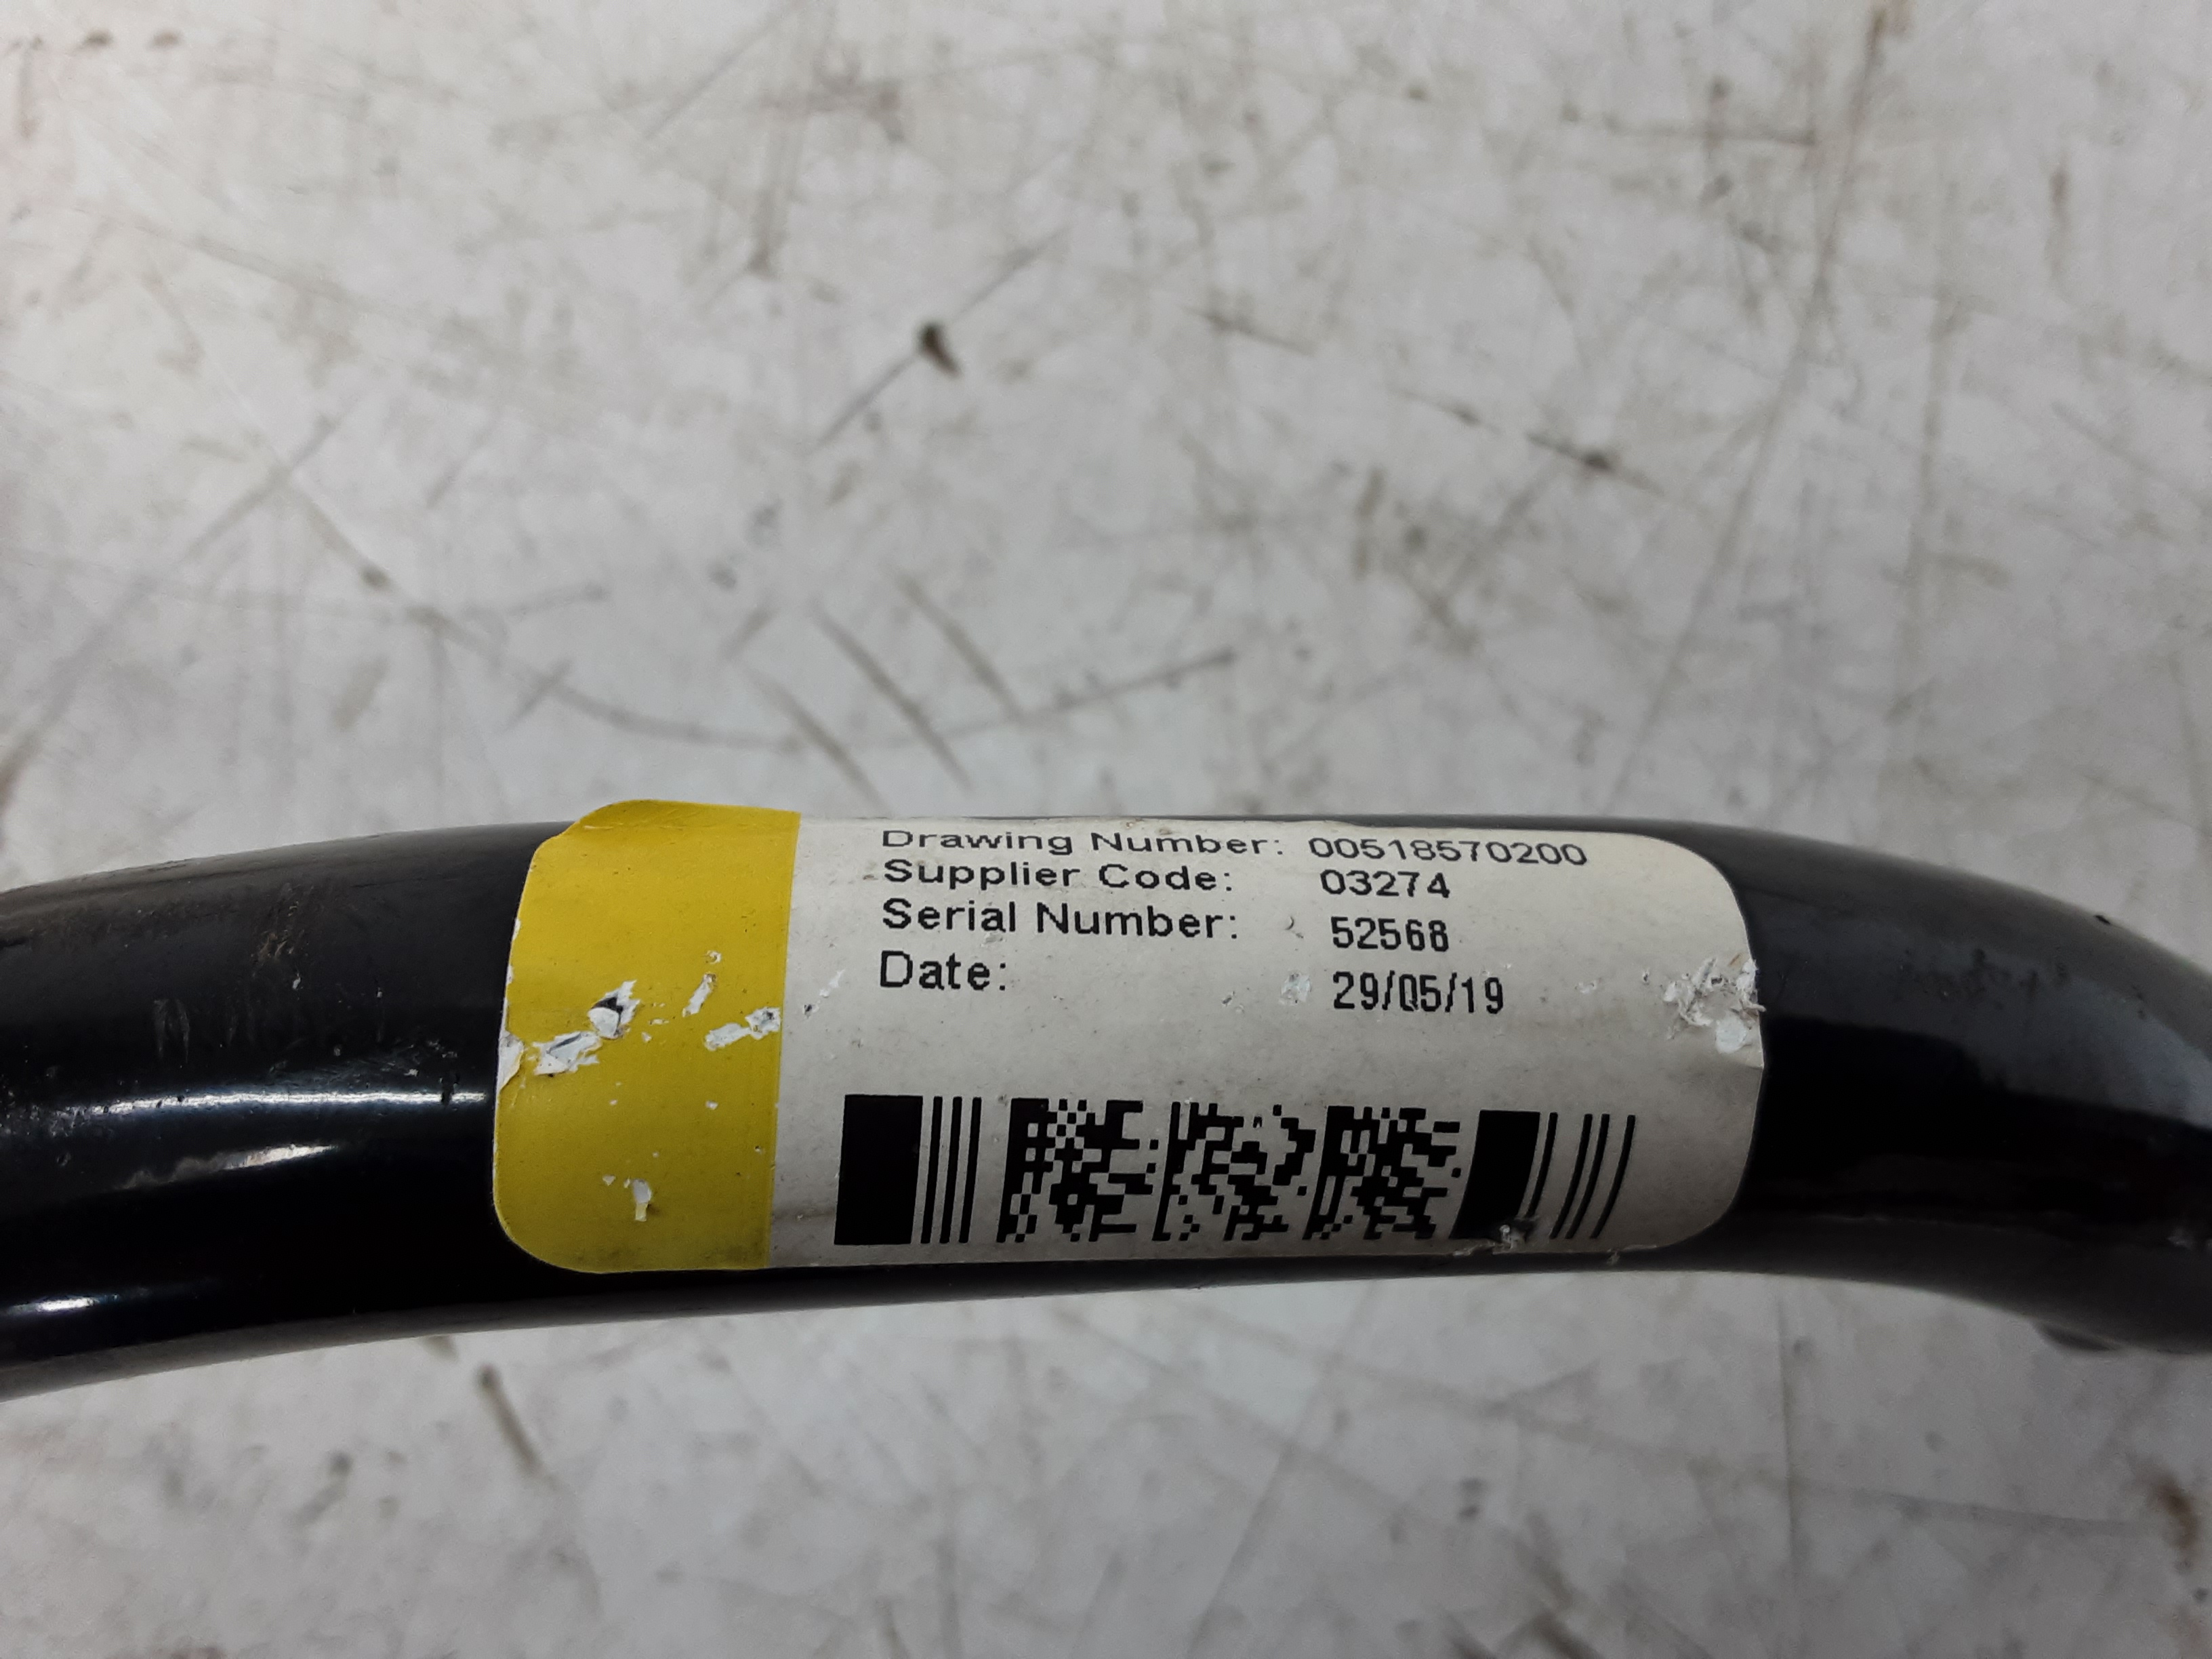 Drawing Number: 00518570200
Supplier Code: 03274
Serial Number: 52568
Date: 29/05/19